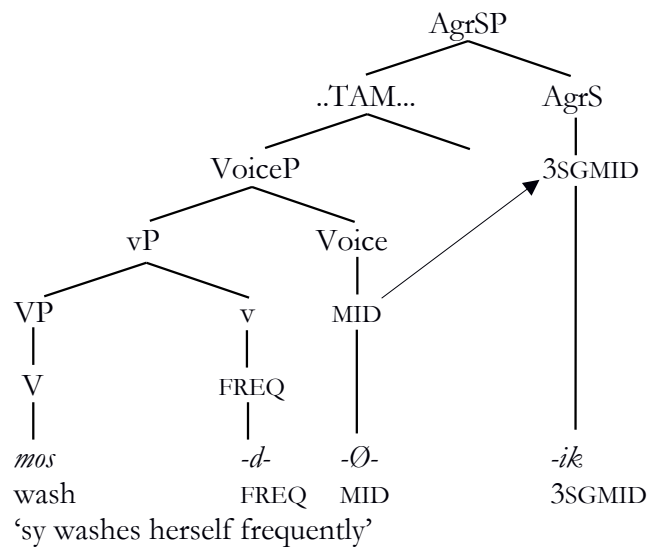 AgrSP
..TAM... AgrS
VoiceP 3SGMID
vP Voice
VP v MID
V FREQ
mos -d- -Ø- -ik
wash FREQ MID 3SGMID
‘sy washes herself frequently’